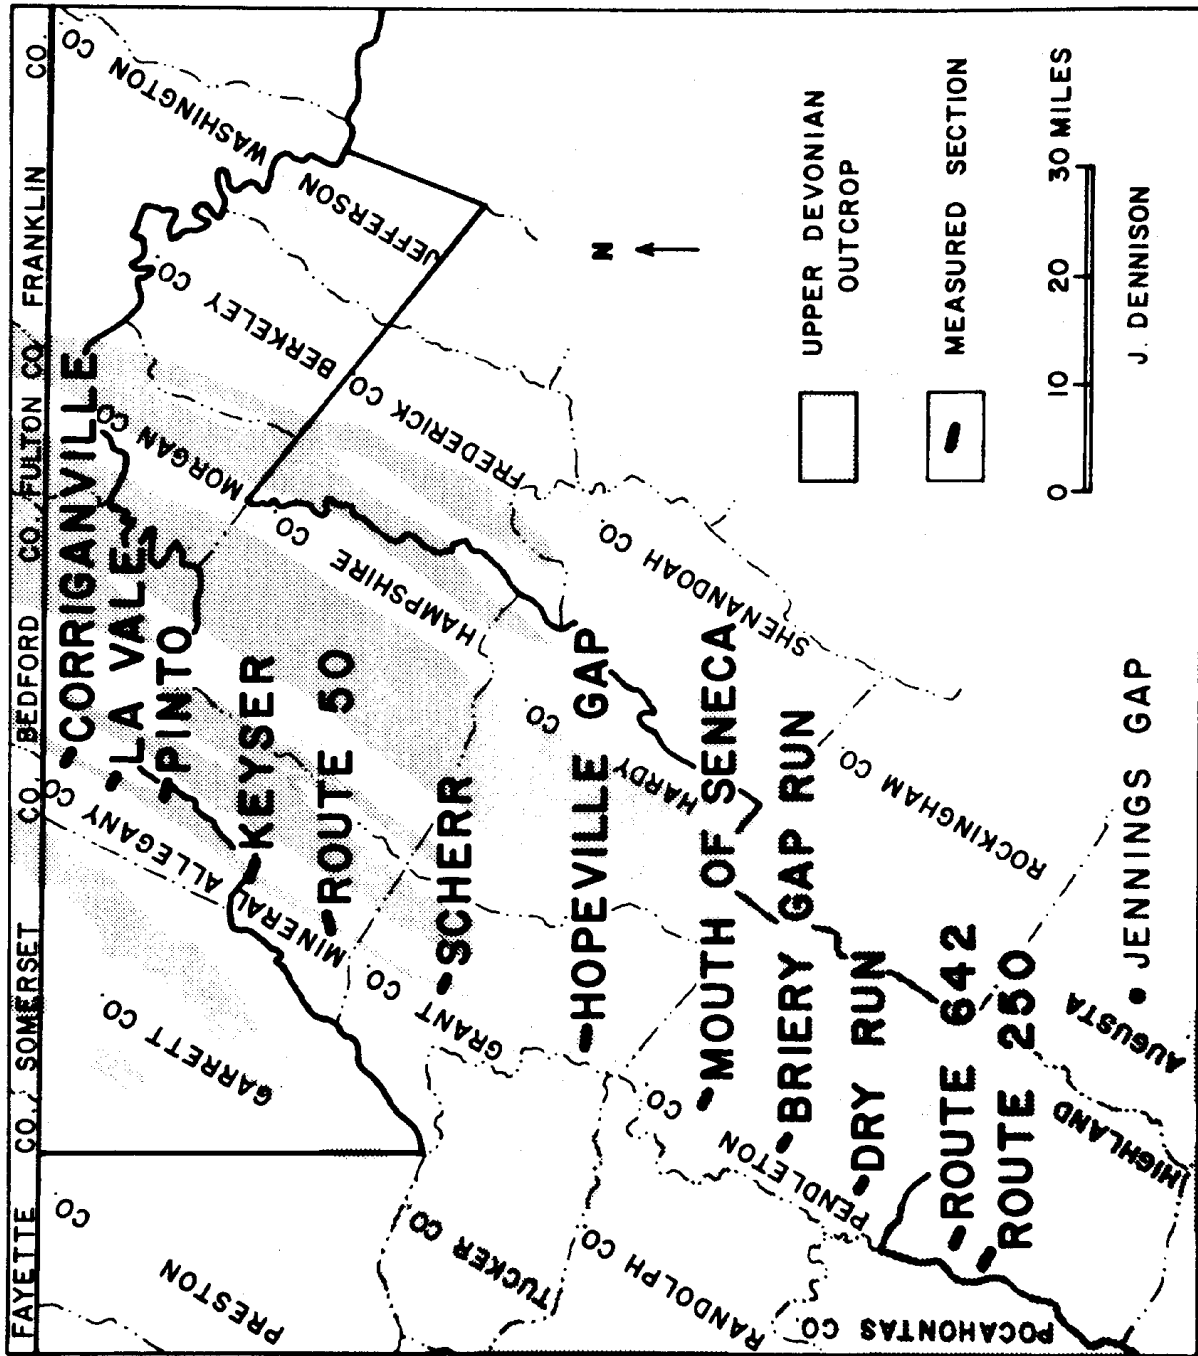 FAYETTE CO.
SOMERSET CO.
BEDFORD CO.
FULTON CO.
FRANKLIN CO.
PRESTON CO.
GARRETT CO.
ALLEGANY CO.
WASHINGTON CO.
MINERAL
MORGAN CO.
BERKELEY CO.
JEFFERSON
HAMPSHIRE CO.
FREDERICK CO.
GRANT CO.
TUCKER CO.
HARDY CO.
SHENANDOAH CO.
RANDOLPH CO.
PENDLETON CO.
ROCKINGHAM CO.
POCAHONTAS CO.
HIGHLAND
AUGUSTA
CORRIGANVILLE
LA VALE
PINTO
KEYSER
ROUTE 50
SCHERR
HOPEVILLE GAP
MOUTH OF SENECA
BRIERY GAP RUN
DRY RUN
ROUTE 642
ROUTE 250
JENNINGS GAP
N
UPPER DEVONIAN
OUTCROP
MEASURED SECTION
0 10 20 30 MILES
J. DENNISON